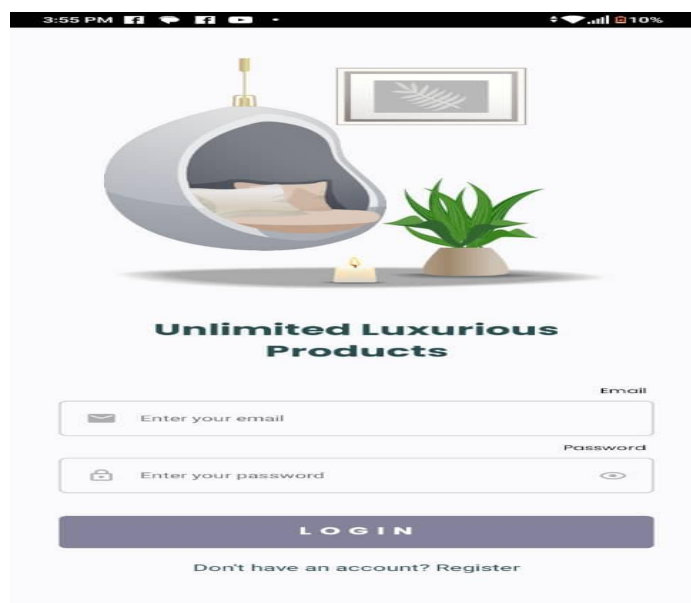 3:55 PM
10%
Unlimited Luxurious
Products
Email
Enter your email
Password
Enter your password
LOGIN
Don't have an account? Register